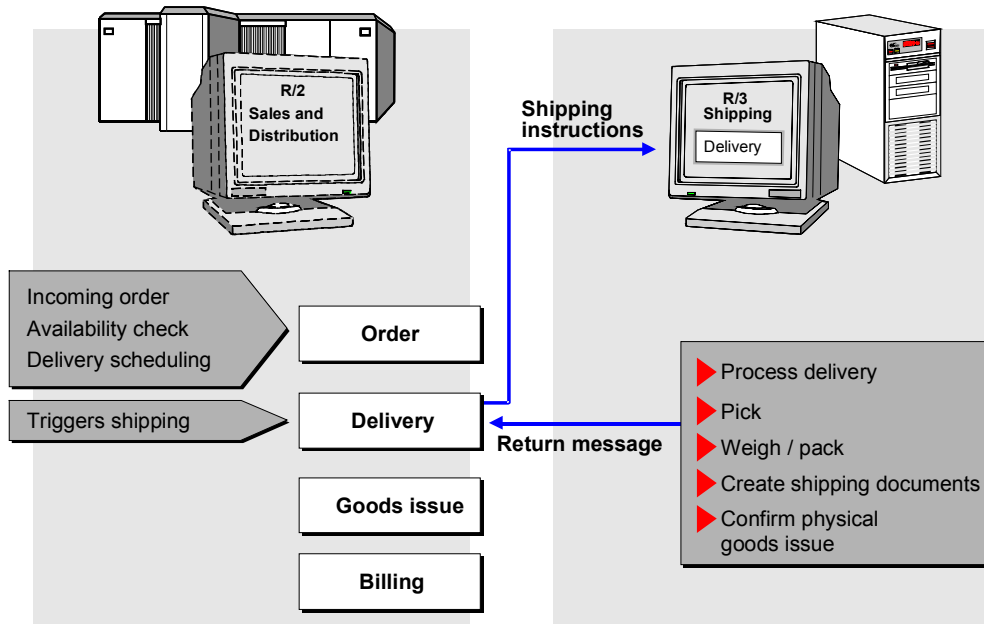 R/2
Sales and
Distribution
Shipping
instructions
R/3
Shipping
Delivery
Incoming order
Availability check
Delivery scheduling
Order
Triggers shipping
Delivery
Return message
Goods issue
Billing
Process delivery
Pick
Weigh / pack
Create shipping documents
Confirm physical
goods issue